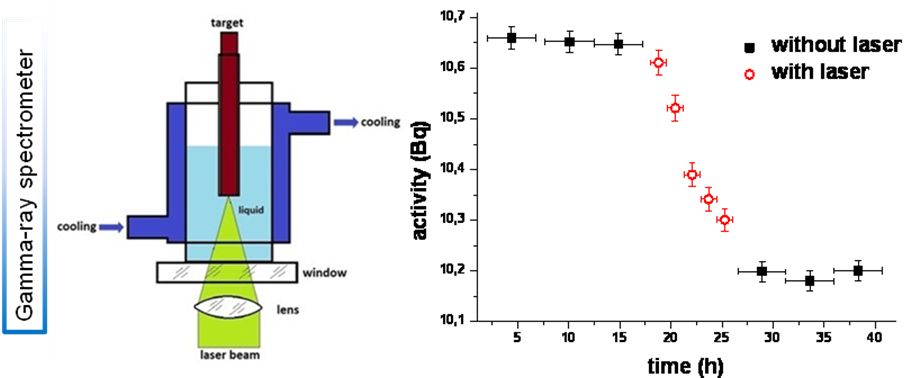 Gamma-ray spectrometer
target
cooling
cooling
liquid
window
lens
laser beam
10,7
10,6
10,5
10,4
10,3
10,2
10,1
activity (Bq)
without laser
with laser
5 10 15 20 25 30 35 40
time (h)